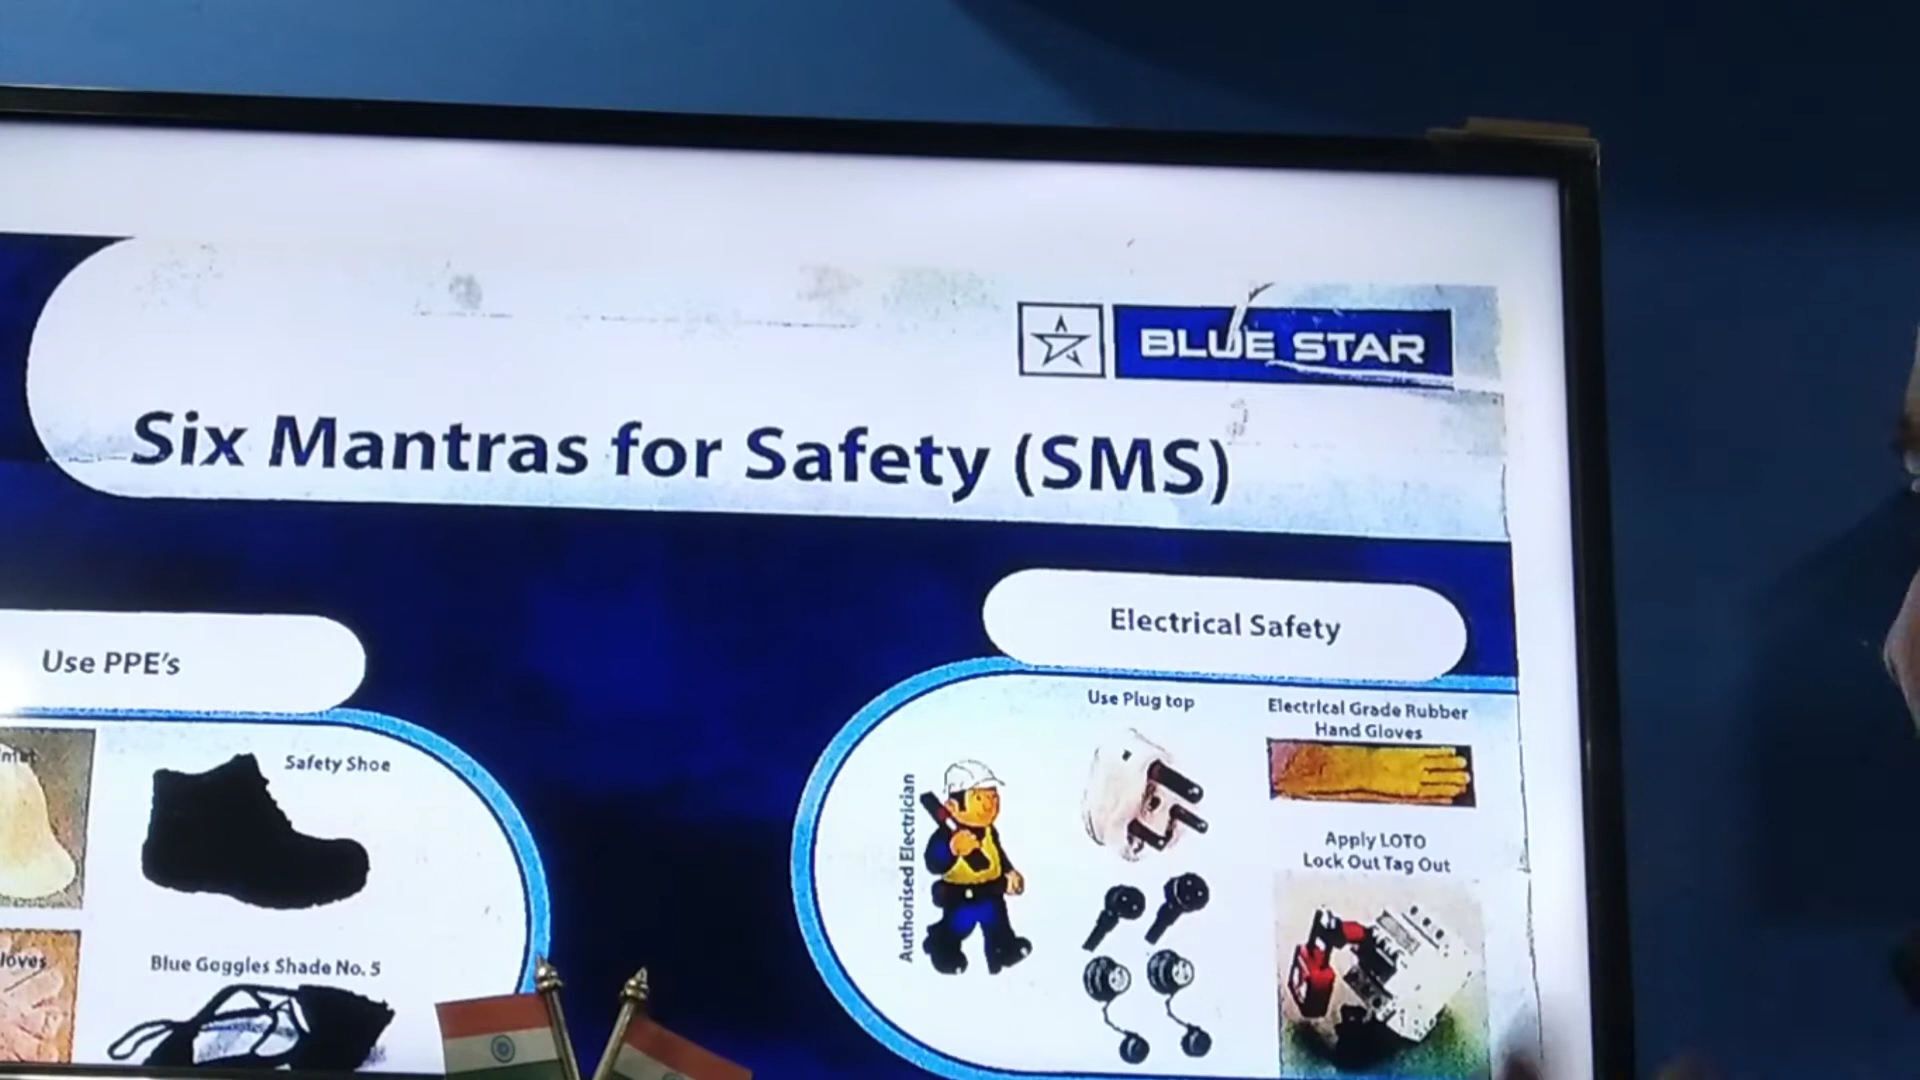 BLUE STAR
Six Mantras for Safety (SMS)
Use PPE's
Safety Shoe
Blue Goggles Shade No. 5
Electrical Safety
Authorised Electrician
Use Plug top
Electrical Grade Rubber
Hand Gloves
Apply LOTO
Lock Out Tag Out